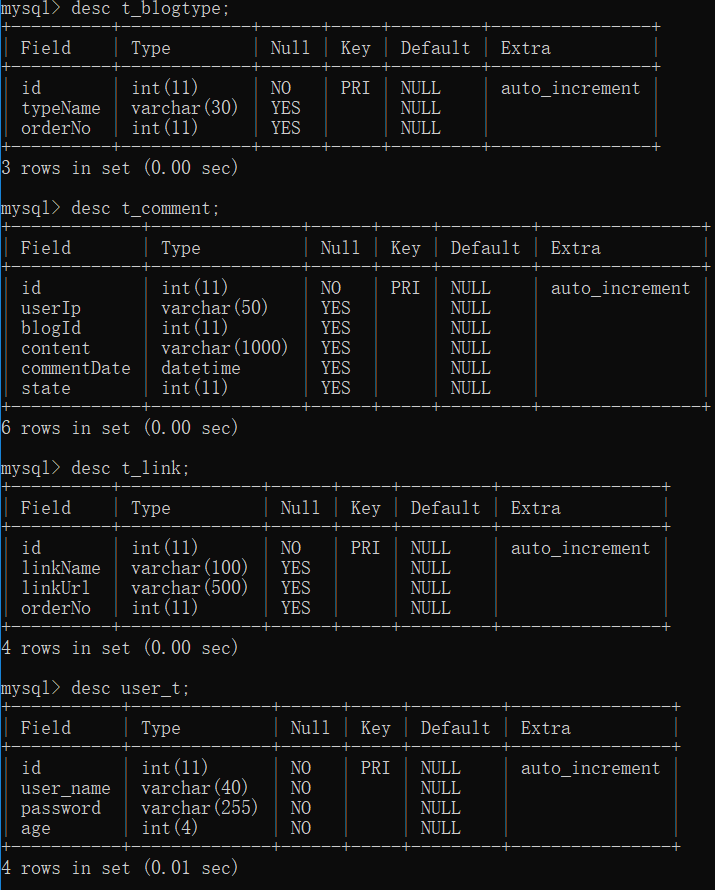 mysql> desc t_blogtype;
+----------+-------------+------+-----+---------+----------------+
| Field    | Type        | Null | Key | Default | Extra          |
+----------+-------------+------+-----+---------+----------------+
| id       | int(11)     | NO   | PRI | NULL    | auto_increment |
| typeName | varchar(30) | YES  |     | NULL    |                |
| orderNo  | int(11)     | YES  |     | NULL    |                |
+----------+-------------+------+-----+---------+----------------+
3 rows in set (0.00 sec)
mysql> desc t_comment;
+-------------+---------------+------+-----+---------+----------------+
| Field       | Type          | Null | Key | Default | Extra          |
+-------------+---------------+------+-----+---------+----------------+
| id          | int(11)       | NO   | PRI | NULL    | auto_increment |
| userIp      | varchar(50)   | YES  |     | NULL    |                |
| blogId      | int(11)       | YES  |     | NULL    |                |
| content     | varchar(1000) | YES  |     | NULL    |                |
| commentDate | datetime      | YES  |     | NULL    |                |
| state       | int(11)       | YES  |     | NULL    |                |
+-------------+---------------+------+-----+---------+----------------+
6 rows in set (0.00 sec)
mysql> desc t_link;
+----------+--------------+------+-----+---------+----------------+
| Field    | Type         | Null | Key | Default | Extra          |
+----------+--------------+------+-----+---------+----------------+
| id       | int(11)      | NO   | PRI | NULL    | auto_increment |
| linkName | varchar(100) | YES  |     | NULL    |                |
| linkUrl  | varchar(500) | YES  |     | NULL    |                |
| orderNo  | int(11)      | YES  |     | NULL    |                |
+----------+--------------+------+-----+---------+----------------+
4 rows in set (0.00 sec)
mysql> desc user_t;
+-----------+--------------+------+-----+---------+----------------+
| Field     | Type         | Null | Key | Default | Extra          |
+-----------+--------------+------+-----+---------+----------------+
| id        | int(11)      | NO   | PRI | NULL    | auto_increment |
| user_name | varchar(40)  | NO   |     | NULL    |                |
| password  | varchar(255) | NO   |     | NULL    |                |
| age       | int(4)       | NO   |     | NULL    |                |
+-----------+--------------+------+-----+---------+----------------+
4 rows in set (0.01 sec)